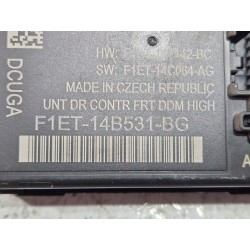 DCUGA
HW:
SW: F1ET-14C064-AG
MADE IN CZECH REPUBLIC
UNT DR CONTR FRT DDM HIGH
F1ET-14B531-BG
A